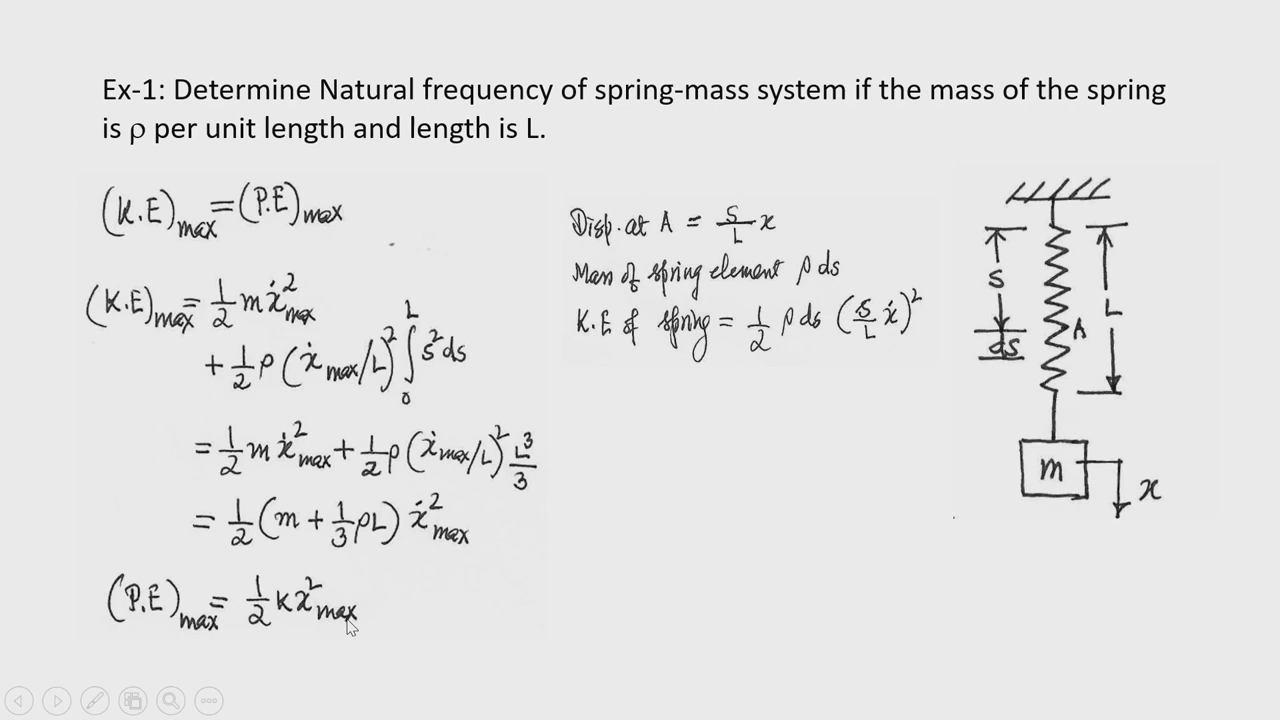 Ex-1: Determine Natural frequency of spring-mass system if the mass of the spring
is ρ per unit length and length is L.
(K.E)max = (P.E)max
(K.E)max = 1/2 m ẋ²max
+ 1/2 ρ (ẋmax/L)² ∫₀ᴸ s² ds
= 1/2 m ẋ²max + 1/2 ρ (ẋmax/L)² L³/3
= 1/2 (m + 1/3 ρL) ẋ²max
(P.E)max = 1/2 k x²max
Disp. at A = S/L x
Mass of spring element ρ ds
K.E of spring = 1/2 ρ ds (S/L ẋ)²
S
ds
A
L
m
x